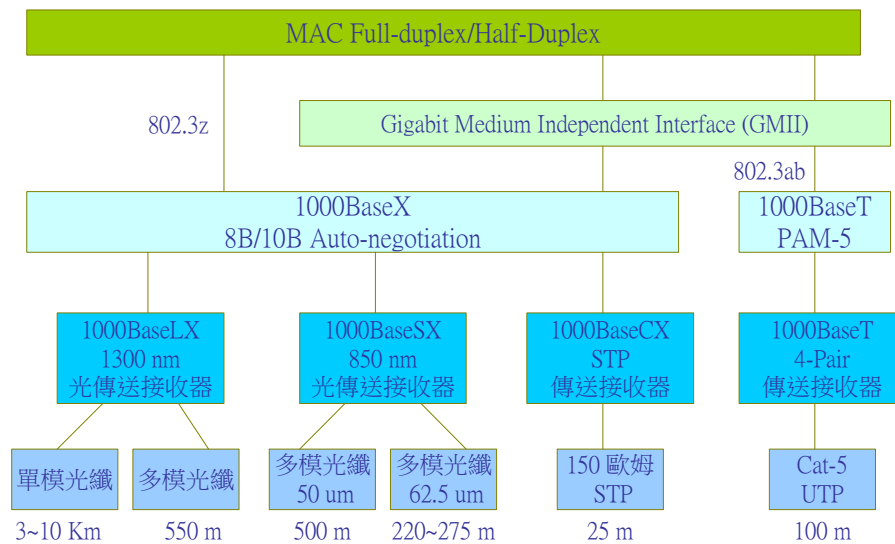 MAC Full-duplex/Half-Duplex
802.3z
Gigabit Medium Independent Interface (GMII)
802.3ab
1000BaseX
8B/10B Auto-negotiation
1000BaseT
PAM-5
1000BaseLX
1300 nm
光傳送接收器
1000BaseSX
850 nm
光傳送接收器
1000BaseCX
STP
傳送接收器
1000BaseT
4-Pair
傳送接收器
單模光纖
多模光纖
多模光纖
50 um
多模光纖
62.5 um
150 歐姆
STP
Cat-5
UTP
3~10 Km
550 m
500 m
220~275 m
25 m
100 m